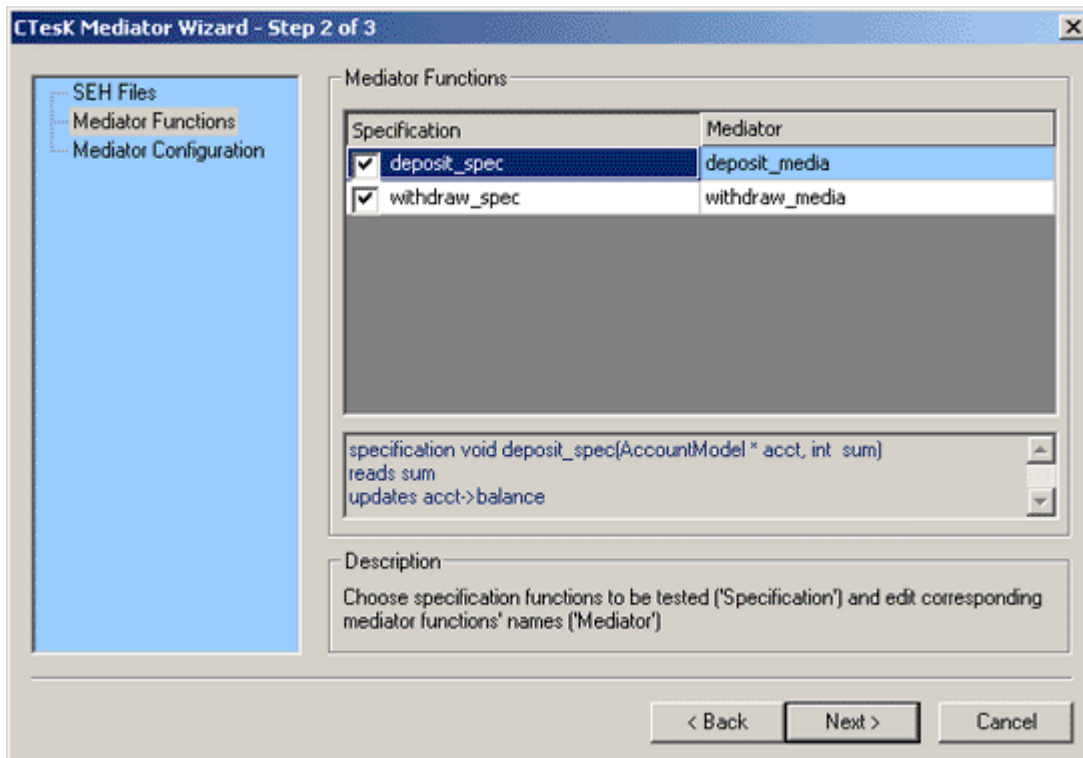 CTesK Mediator Wizard - Step 2 of 3
SEH Files
Mediator Functions
Mediator Configuration
Mediator Functions
Specification Mediator
deposit_spec deposit_media
withdraw_spec withdraw_media
specification void deposit_spec(AccountModel * acct, int  sum)
reads sum
updates acct->balance
Description
Choose specification functions to be tested ('Specification') and edit corresponding
mediator functions' names ('Mediator')
< Back Next > Cancel